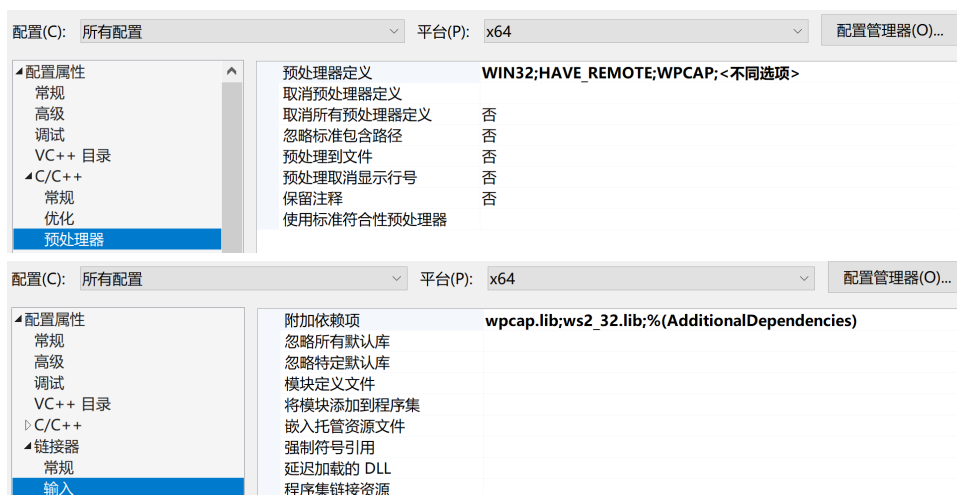 配置(C): 所有配置 平台(P): x64 配置管理器(O)...
配置属性
常规
高级
调试
VC++ 目录
C/C++
常规
优化
预处理器
预处理器定义 WIN32;HAVE_REMOTE;WPCAP;<不同选项>
取消预处理器定义
取消所有预处理器定义 否
忽略标准包含路径 否
预处理到文件 否
预处理取消显示行号 否
保留注释 否
使用标准符合性预处理器
配置(C): 所有配置 平台(P): x64 配置管理器(O)...
配置属性
常规
高级
调试
VC++ 目录
C/C++
链接器
常规
输入
附加依赖项 wpcap.lib;ws2_32.lib;%(AdditionalDependencies)
忽略所有默认库
忽略特定默认库
模块定义文件
将模块添加到程序集
嵌入托管资源文件
强制符号引用
延迟加载的 DLL
程序集链接资源